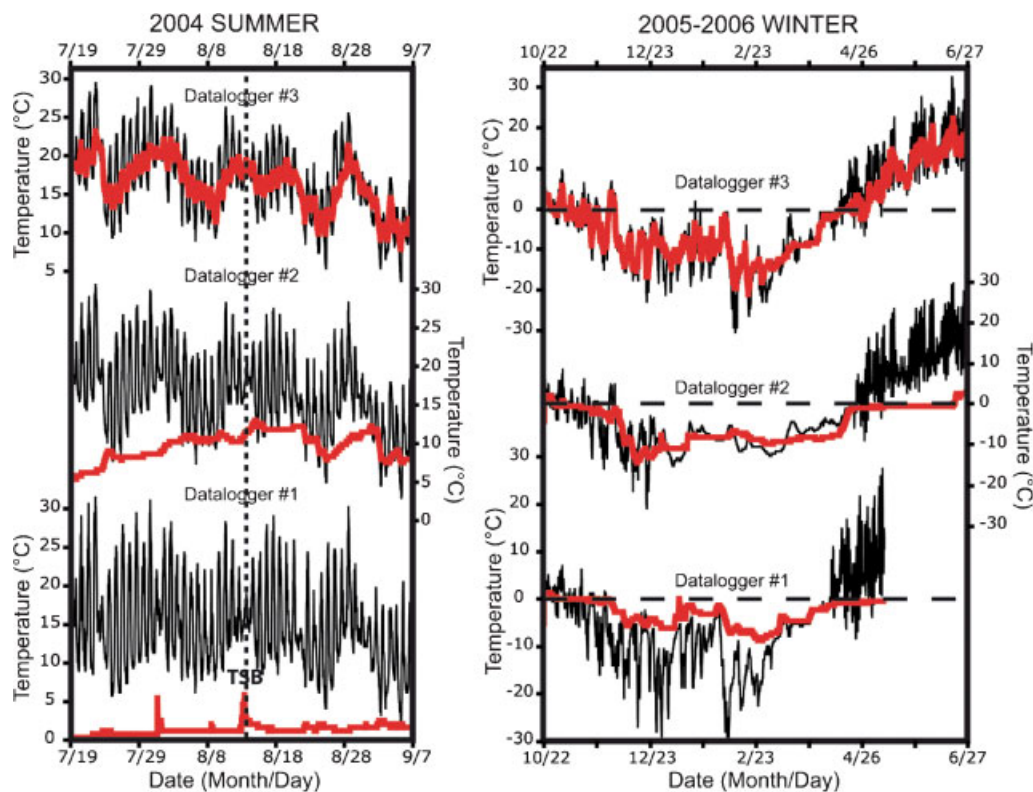 2004 SUMMER
7/19 7/29 8/8 8/18 8/28 9/7
Temperature (°C)
30
25
20
15
10
5
Datalogger #3
Datalogger #2
30
25
20
15
10
5
0
Temperature (°C)
Datalogger #1
Temperature (°C)
30
25
20
15
10
5
0
TSB
7/19 7/29 8/8 8/18 8/28 9/7
Date (Month/Day)
2005-2006 WINTER
10/22 12/23 2/23 4/26 6/27
Temperature (°C)
30
20
10
0
-10
-20
-30
Datalogger #3
Datalogger #2
30
20
10
0
-10
-20
-30
Temperature (°C)
Datalogger #1
Temperature (°C)
30
20
10
0
-10
-20
-30
10/22 12/23 2/23 4/26 6/27
Date (Month/Day)